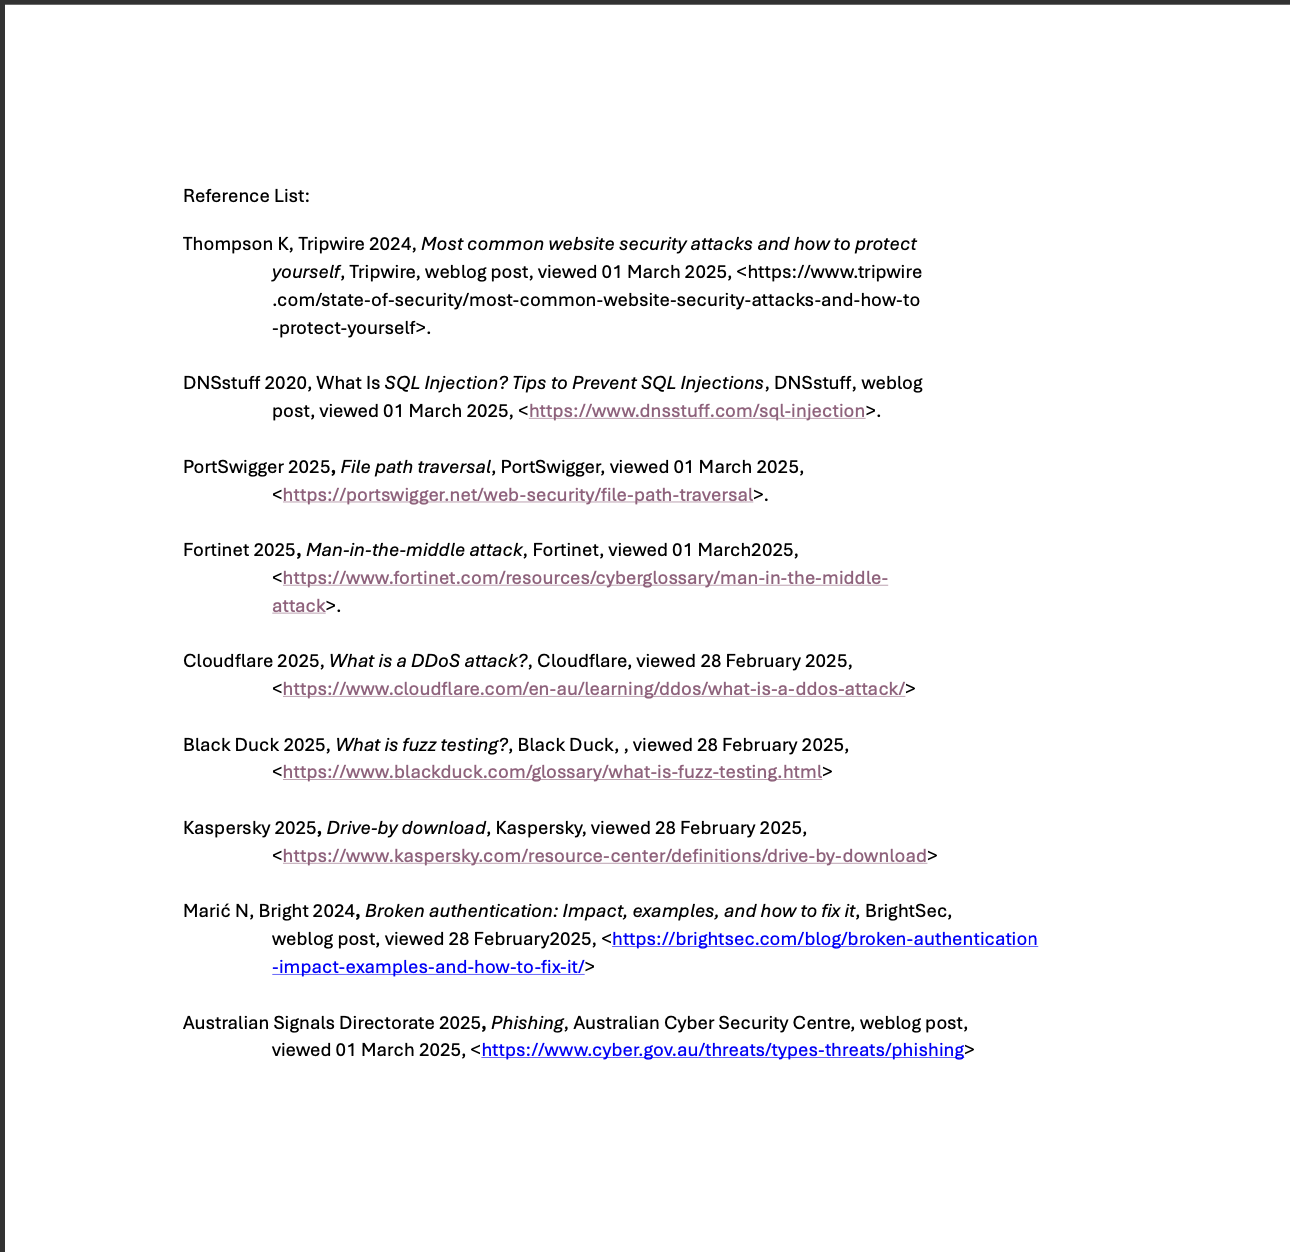 Reference List:
Thompson K, Tripwire 2024, Most common website security attacks and how to protect
yourself, Tripwire, weblog post, viewed 01 March 2025, <https://www.tripwire
.com/state-of-security/most-common-website-security-attacks-and-how-to
-protect-yourself>.
DNSstuff 2020, What Is SQL Injection? Tips to Prevent SQL Injections, DNSstuff, weblog
post, viewed 01 March 2025, <https://www.dnsstuff.com/sql-injection>.
PortSwigger 2025, File path traversal, PortSwigger, viewed 01 March 2025,
<https://portswigger.net/web-security/file-path-traversal>.
Fortinet 2025, Man-in-the-middle attack, Fortinet, viewed 01 March2025,
<https://www.fortinet.com/resources/cyberglossary/man-in-the-middle-
attack>.
Cloudflare 2025, What is a DDoS attack?, Cloudflare, viewed 28 February 2025,
<https://www.cloudflare.com/en-au/learning/ddos/what-is-a-ddos-attack/>
Black Duck 2025, What is fuzz testing?, Black Duck, , viewed 28 February 2025,
<https://www.blackduck.com/glossary/what-is-fuzz-testing.html>
Kaspersky 2025, Drive-by download, Kaspersky, viewed 28 February 2025,
<https://www.kaspersky.com/resource-center/definitions/drive-by-download>
Marić N, Bright 2024, Broken authentication: Impact, examples, and how to fix it, BrightSec,
weblog post, viewed 28 February2025, <https://brightsec.com/blog/broken-authentication
-impact-examples-and-how-to-fix-it/>
Australian Signals Directorate 2025, Phishing, Australian Cyber Security Centre, weblog post,
viewed 01 March 2025, <https://www.cyber.gov.au/threats/types-threats/phishing>